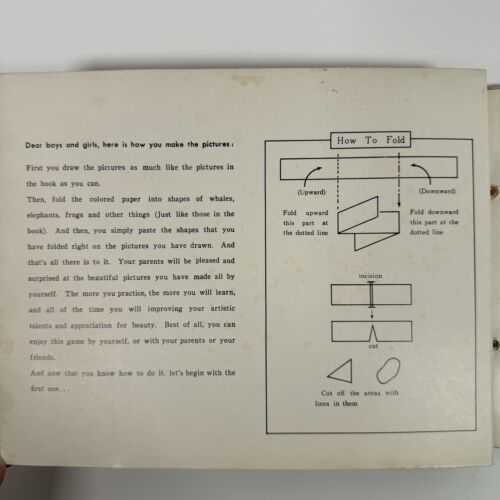 Dear boys and girls, here is how you make the pictures:
First you draw the pictures as much like the pictures in
the book as you can.
Then, fold the colored paper into shapes of whales,
elephants, frogs and other things (Just like those in the
book). And then, you simply paste the shapes that you
have folded right on the pictures you have drawn. And
that's all there is to it. Your parents will be pleased and
surprised at the beautiful pictures you have made all by
yourself. The more you practice, the more you will learn,
and all of the time you will improving your artistic
talents and appreciation for beauty. Best of all, you can
enjoy this game by yourself, or with your parents or your
friends.
And now that you know how to do it. let's begin with the
first one...
How To Fold
(Upward)
(Downward)
Fold upward
this part at
the dotted line
Fold downward
this part at the
dotted line
incision
cut
Cut off the areas with
lines in them